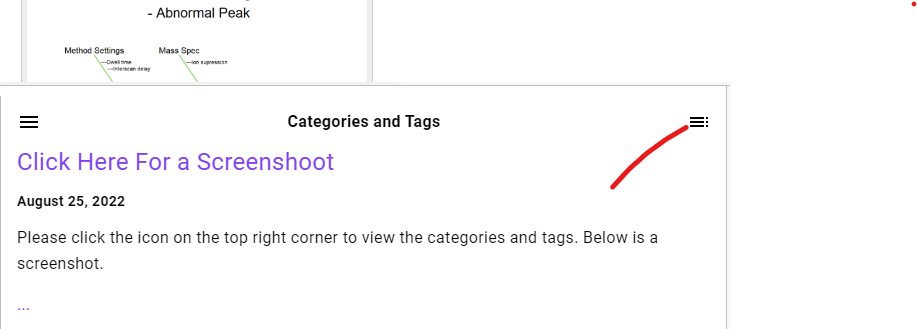 - Abnormal Peak
Method Settings
Mass Spec
Dwell time
Interscan delay
Ion supression
Categories and Tags
Click Here For a Screenshoot
August 25, 2022
Please click the icon on the top right corner to view the categories and tags. Below is a
screenshot.
...